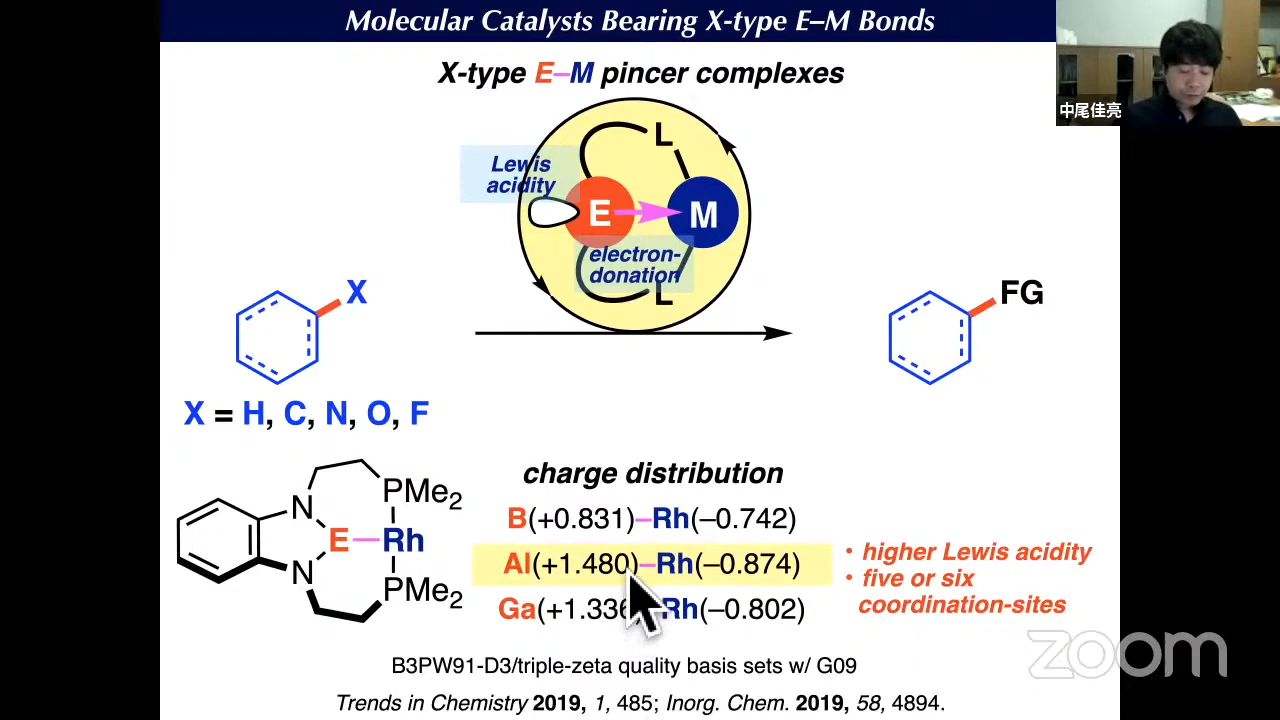 Molecular Catalysts Bearing X-type E–M Bonds
X-type E–M pincer complexes
中尾佳亮
Lewis
acidity
L
E
M
electron-
donation
L
X
FG
X = H, C, N, O, F
N
PMe2
E
Rh
N
PMe2
charge distribution
B(+0.831)–Rh(–0.742)
Al(+1.480)–Rh(–0.874)
Ga(+1.336 Rh(–0.802)
• higher Lewis acidity
• five or six
coordination-sites
B3PW91-D3/triple-zeta quality basis sets w/ G09
Trends in Chemistry 2019, 1, 485; Inorg. Chem. 2019, 58, 4894.
zoom